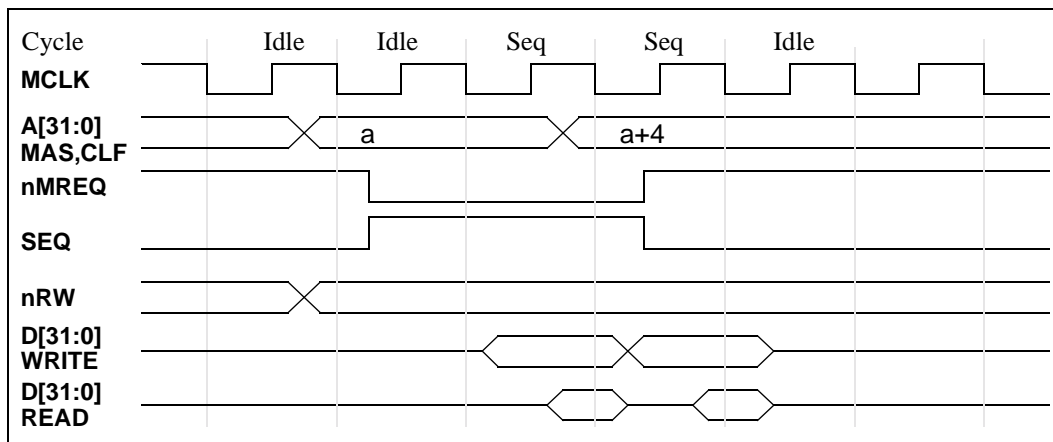 Cycle Idle Idle Seq Seq Idle
MCLK
A[31:0] a a+4
MAS,CLF
nMREQ
SEQ
nRW
D[31:0]
WRITE
D[31:0]
READ